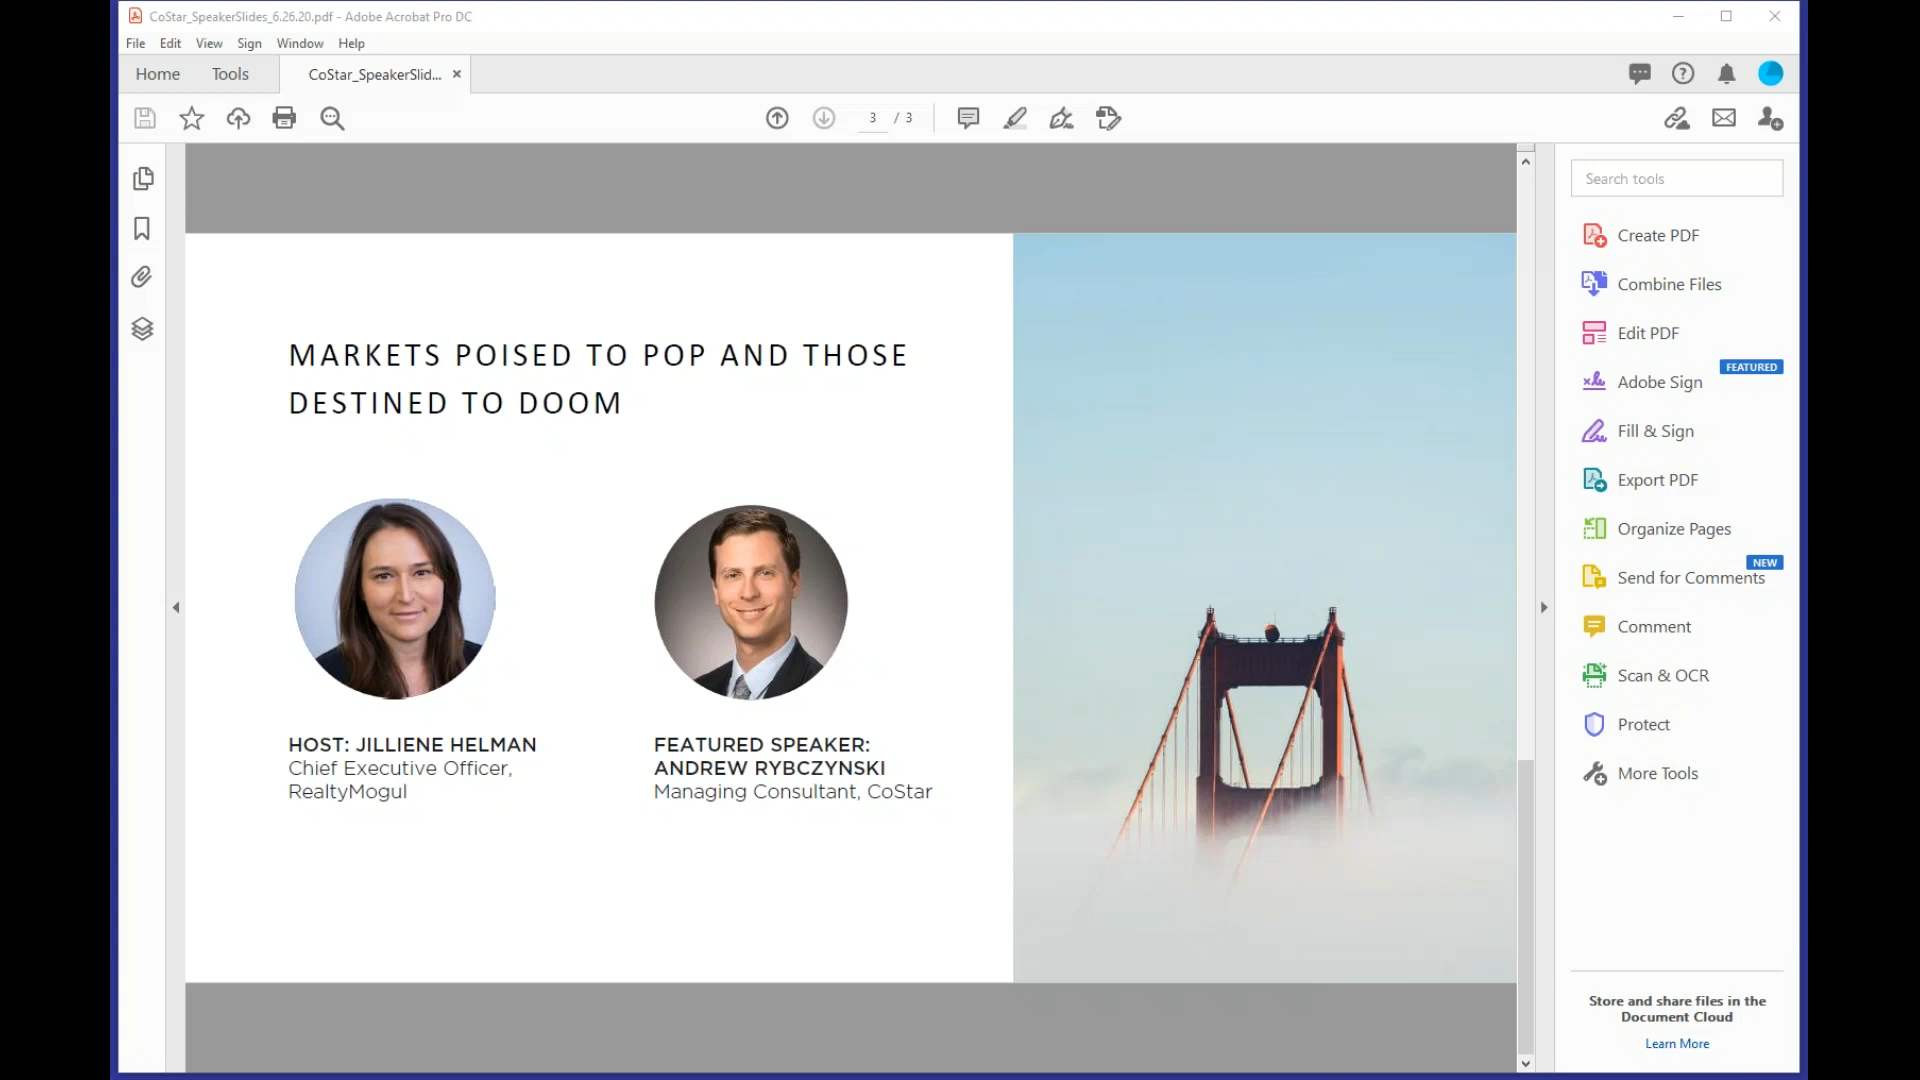 CoStar_SpeakerSlides_6.26.20.pdf - Adobe Acrobat Pro DC
File Edit View Sign Window Help
Home Tools CoStar_SpeakerSlid... ×
3 / 3
Search tools
Create PDF
Combine Files
Edit PDF
FEATURED
Adobe Sign
Fill & Sign
Export PDF
Organize Pages
NEW
Send for Comments
Comment
Scan & OCR
Protect
More Tools
Store and share files in the
Document Cloud
Learn More
MARKETS POISED TO POP AND THOSE
DESTINED TO DOOM
HOST: JILLIENE HELMAN
Chief Executive Officer,
RealtyMogul
FEATURED SPEAKER:
ANDREW RYBCZYNSKI
Managing Consultant, CoStar